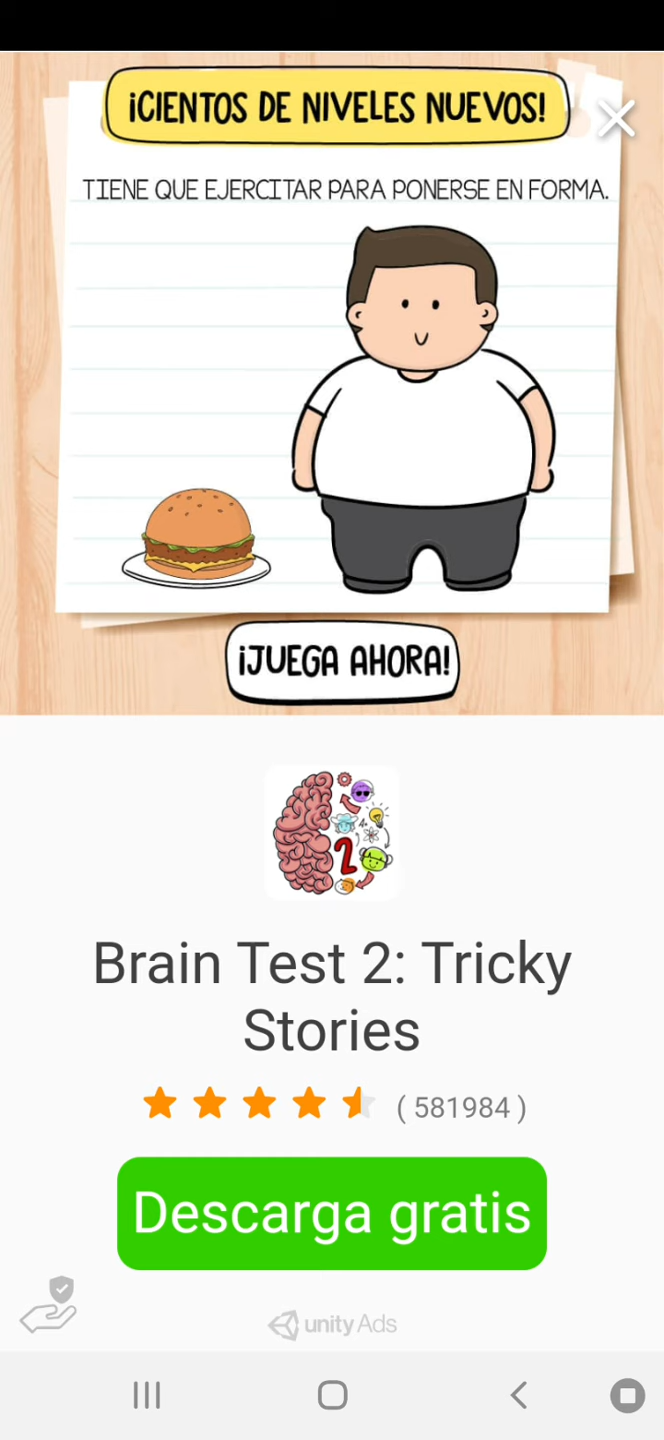 ¡CIENTOS DE NIVELES NUEVOS!
TIENE QUE EJERCITAR PARA PONERSE EN FORMA.
¡JUEGA AHORA!
2
Brain Test 2: Tricky
Stories
( 581984 )
Descarga gratis
unity Ads